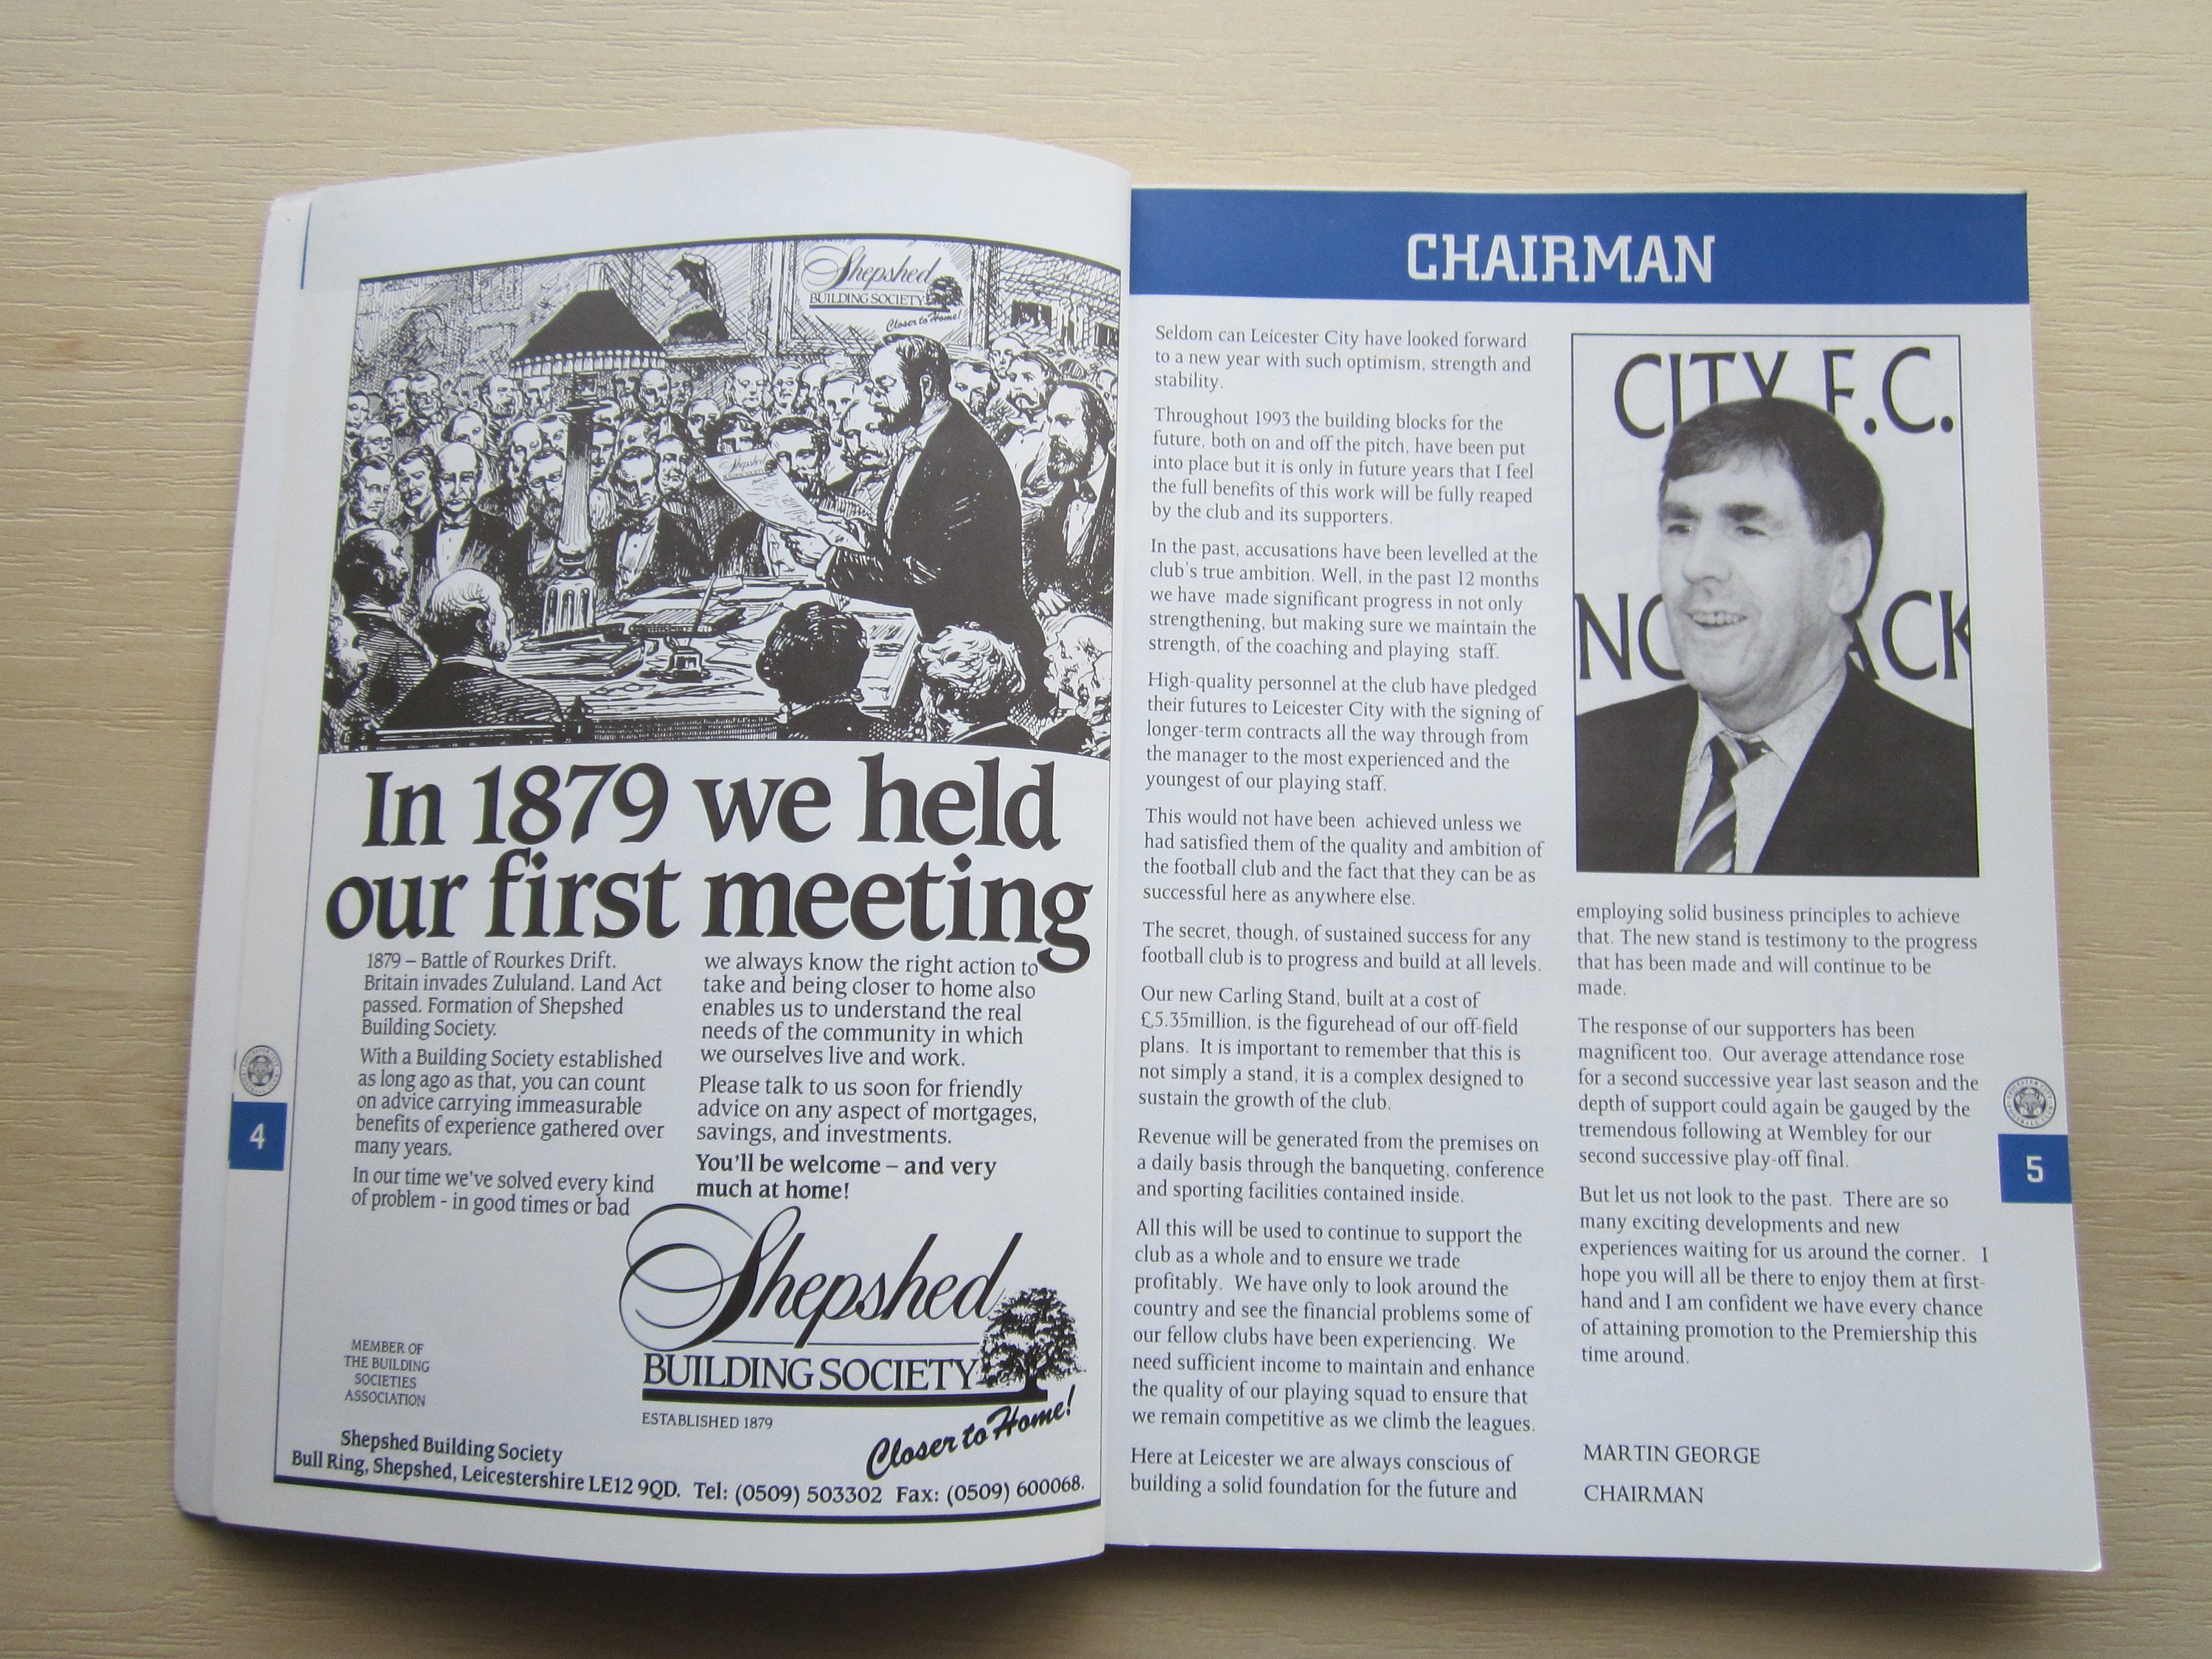 Shepshed
BUILDING SOCIETY
Closer to Home!
Shepshed
In 1879 we held
our first meeting
1879 – Battle of Rourkes Drift.
Britain invades Zululand. Land Act
passed. Formation of Shepshed
Building Society.
With a Building Society established
as long ago as that, you can count
on advice carrying immeasurable
benefits of experience gathered over
many years.
In our time we've solved every kind
of problem - in good times or bad
we always know the right action to
take and being closer to home also
enables us to understand the real
needs of the community in which
we ourselves live and work.
Please talk to us soon for friendly
advice on any aspect of mortgages,
savings, and investments.
You'll be welcome – and very
much at home!
Shepshed
BUILDING SOCIETY
ESTABLISHED 1879
Closer to Home!
MEMBER OF
THE BUILDING
SOCIETIES
ASSOCIATION
Shepshed Building Society
Bull Ring, Shepshed, Leicestershire LE12 9QD. Tel: (0509) 503302 Fax: (0509) 600068.
4
CHAIRMAN
Seldom can Leicester City have looked forward
to a new year with such optimism, strength and
stability.
Throughout 1993 the building blocks for the
future, both on and off the pitch, have been put
into place but it is only in future years that I feel
the full benefits of this work will be fully reaped
by the club and its supporters.
In the past, accusations have been levelled at the
club's true ambition. Well, in the past 12 months
we have made significant progress in not only
strengthening, but making sure we maintain the
strength, of the coaching and playing staff.
High-quality personnel at the club have pledged
their futures to Leicester City with the signing of
longer-term contracts all the way through from
the manager to the most experienced and the
youngest of our playing staff.
This would not have been achieved unless we
had satisfied them of the quality and ambition of
the football club and the fact that they can be as
successful here as anywhere else.
The secret, though, of sustained success for any
football club is to progress and build at all levels.
Our new Carling Stand, built at a cost of
£5.35million, is the figurehead of our off-field
plans. It is important to remember that this is
not simply a stand, it is a complex designed to
sustain the growth of the club.
Revenue will be generated from the premises on
a daily basis through the banqueting, conference
and sporting facilities contained inside.
All this will be used to continue to support the
club as a whole and to ensure we trade
profitably. We have only to look around the
country and see the financial problems some of
our fellow clubs have been experiencing. We
need sufficient income to maintain and enhance
the quality of our playing squad to ensure that
we remain competitive as we climb the leagues.
Here at Leicester we are always conscious of
building a solid foundation for the future and
CITY F.C.
NO ACK
employing solid business principles to achieve
that. The new stand is testimony to the progress
that has been made and will continue to be
made.
The response of our supporters has been
magnificent too. Our average attendance rose
for a second successive year last season and the
depth of support could again be gauged by the
tremendous following at Wembley for our
second successive play-off final.
But let us not look to the past. There are so
many exciting developments and new
experiences waiting for us around the corner. I
hope you will all be there to enjoy them at first-
hand and I am confident we have every chance
of attaining promotion to the Premiership this
time around.
MARTIN GEORGE
CHAIRMAN
5